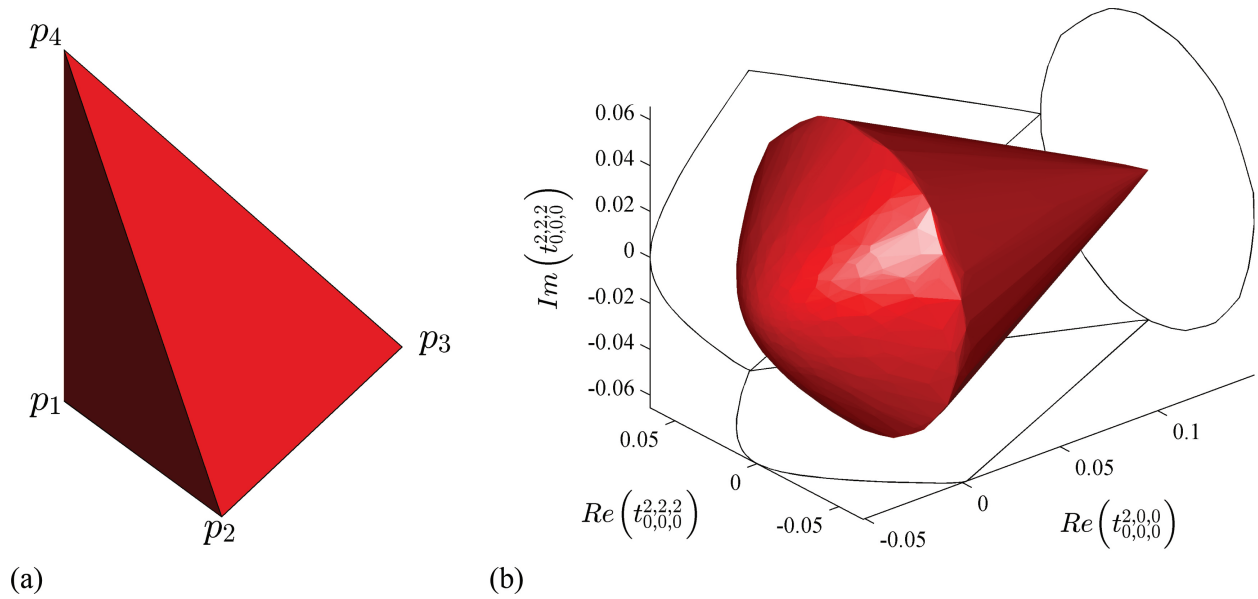 p4
p3
p1
p2
(a)
0.06
0.04
0.02
0
-0.02
-0.04
-0.06
Im(t^{2,2,2}_{0,0,0})
0.05
0
-0.05
Re(t^{2,2,2}_{0,0,0})
-0.05
0
0.05
0.1
Re(t^{2,0,0}_{0,0,0})
(b)